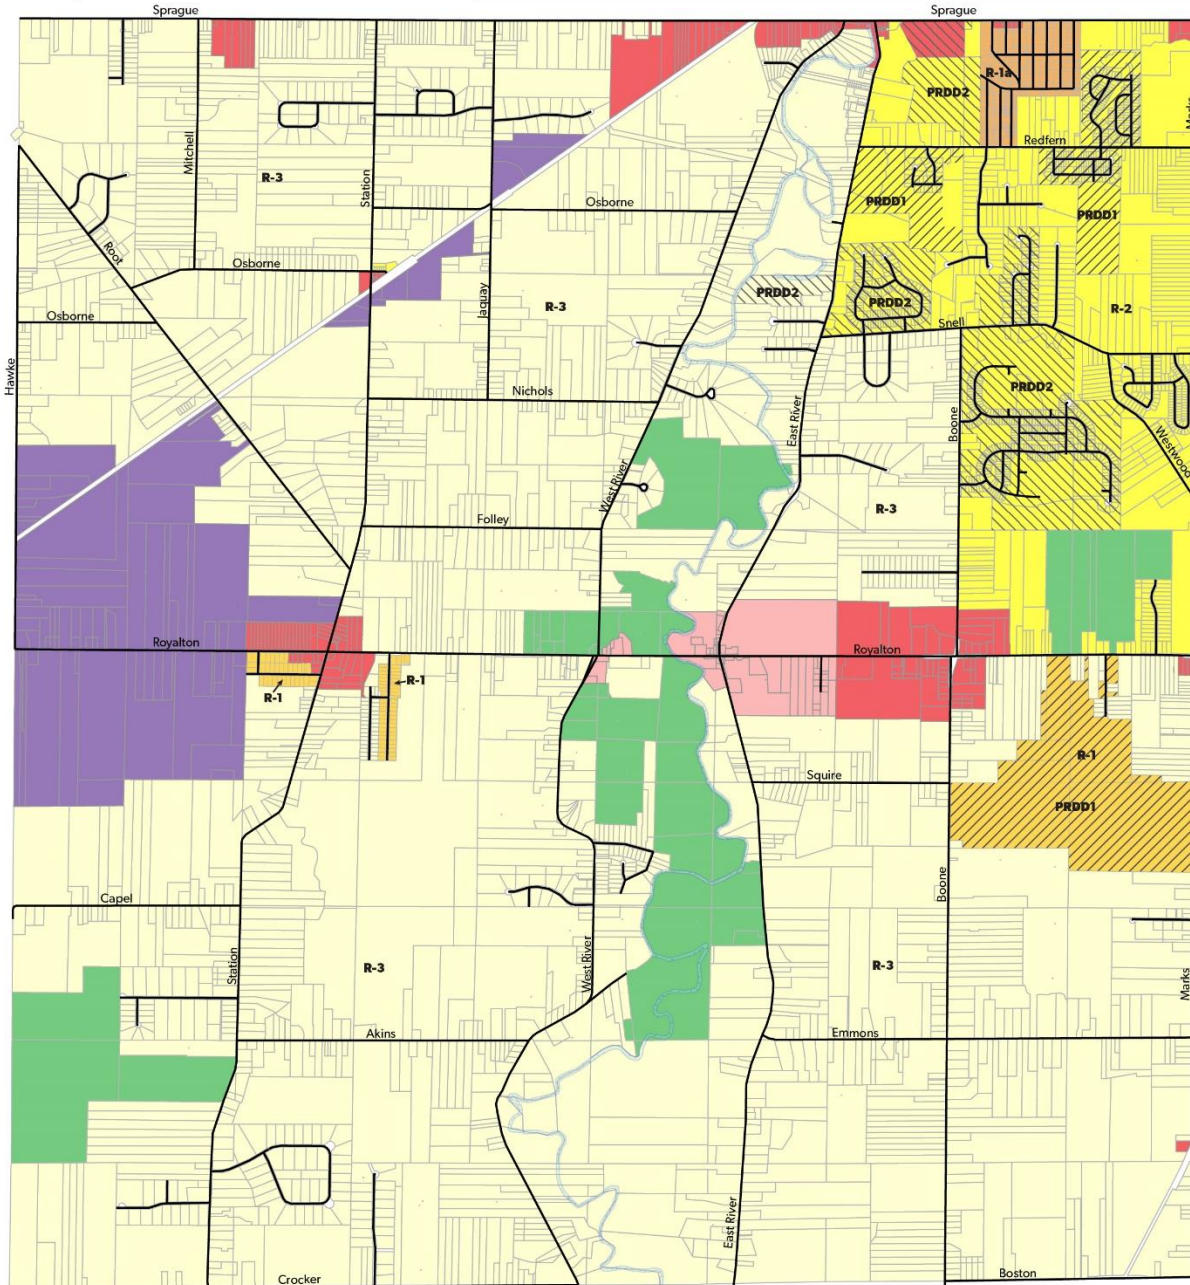 Sprague
Sprague
R-1a
PRDD2
Marks
Mitchell
Redfern
R-3
Station
Osborne
PRDD1
PRDD1
Root
Osborne
Jaquay
PRDD2
PRDD2
R-3
R-2
Osborne
Snell
Hawke
Nichols
PRDD2
East River
Boone
Westwood
West River
R-3
Folley
Royalton
Royalton
R-1
R-1
R-1
Squire
PRDD1
Capel
Boone
Station
R-3
West River
R-3
Marks
Akins
Emmons
East River
Crocker
Boston